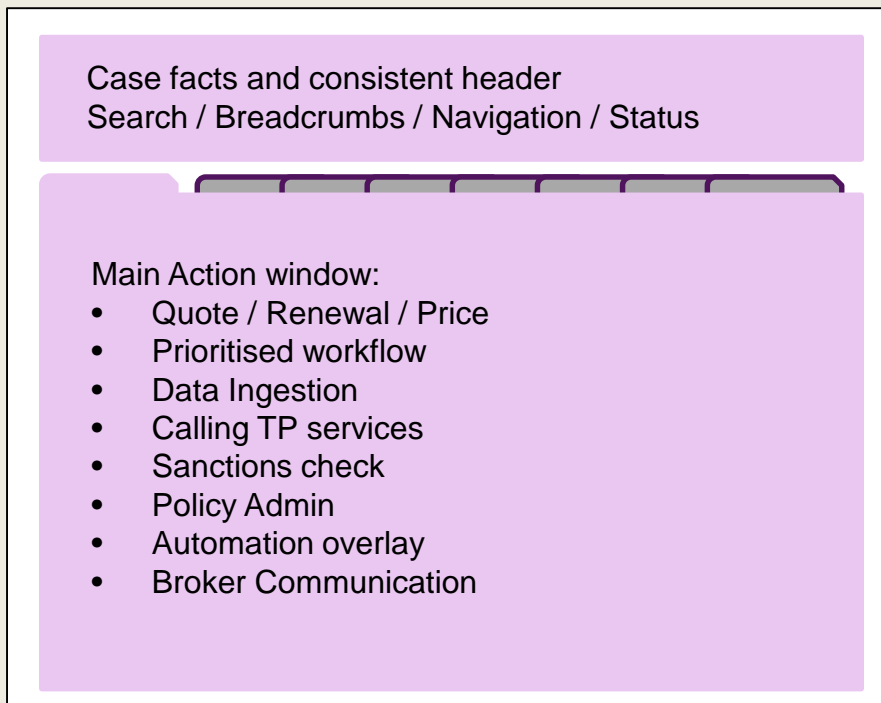 Case facts and consistent header
Search / Breadcrumbs / Navigation / Status
Main Action window:
• Quote / Renewal / Price
• Prioritised workflow
• Data Ingestion
• Calling TP services
• Sanctions check
• Policy Admin
• Automation overlay
• Broker Communication